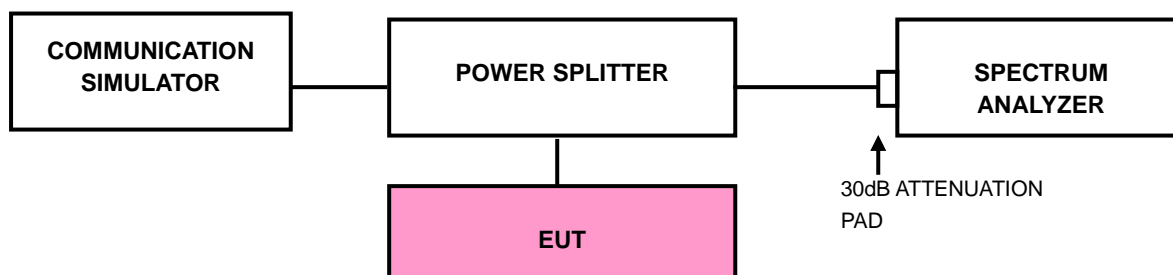 COMMUNICATION
SIMULATOR
POWER SPLITTER
SPECTRUM
ANALYZER
30dB ATTENUATION
PAD
EUT